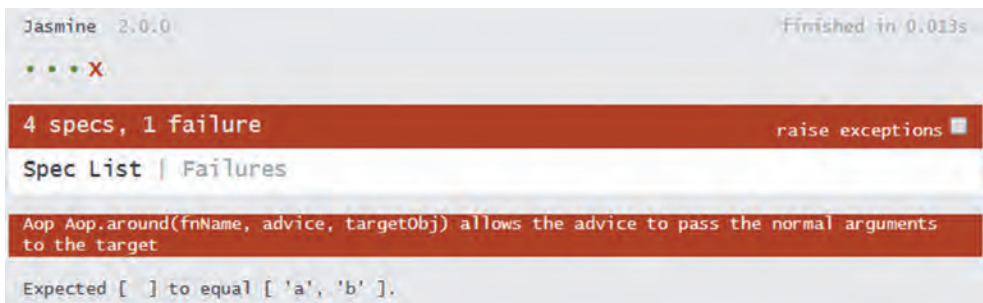 Jasmine 2.0.0 finished in 0.013s
• • • X
4 specs, 1 failure raise exceptions
Spec List | Failures
Aop Aop.around(fnName, advice, targetObj) allows the advice to pass the normal arguments
to the target
Expected [  ] to equal [ 'a', 'b' ].